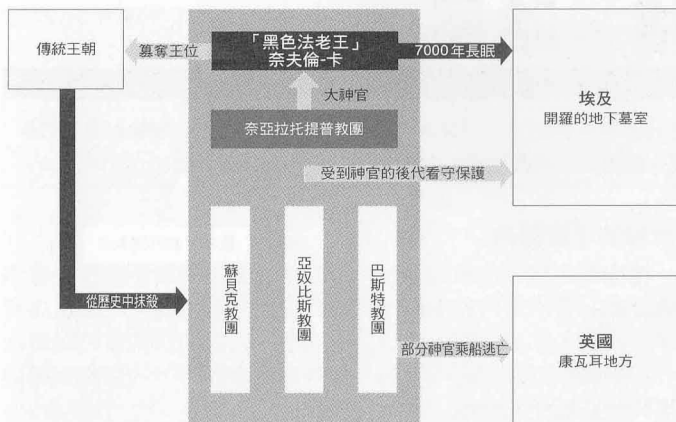 傳統王朝
篡奪王位
「黑色法老王」
奈夫倫-卡
7000年長眠
埃及
開羅的地下墓室
大神官
奈亞拉托提普教團
受到神官的後代看守保護
從歷史中抹殺
蘇貝克教團
亞奴比斯教團
巴斯特教團
部分神官乘船逃亡
英國
康瓦耳地方